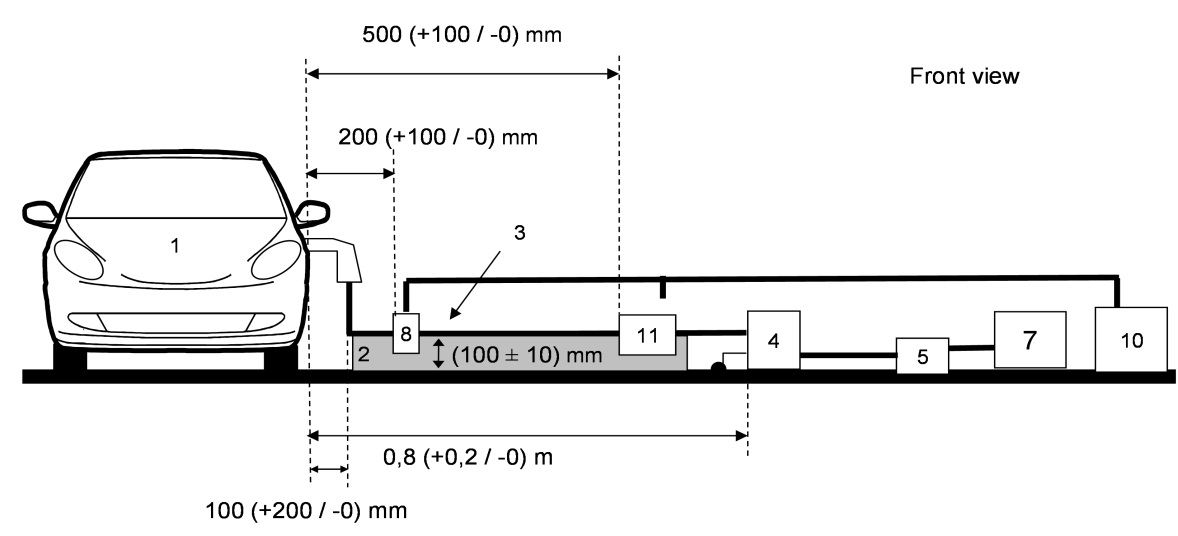 500 (+100 / -0) mm
Front view
200 (+100 / -0) mm
3
1
8
11
4
7
10
2
(100 ± 10) mm
5
0,8 (+0,2 / -0) m
100 (+200 / -0) mm